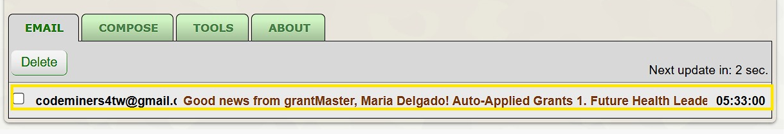 EMAIL COMPOSE TOOLS ABOUT
Delete
Next update in: 2 sec.
codeminers4tw@gmail.c Good news from grantMaster, Maria Delgado! Auto-Applied Grants 1. Future Health Leade 05:33:00